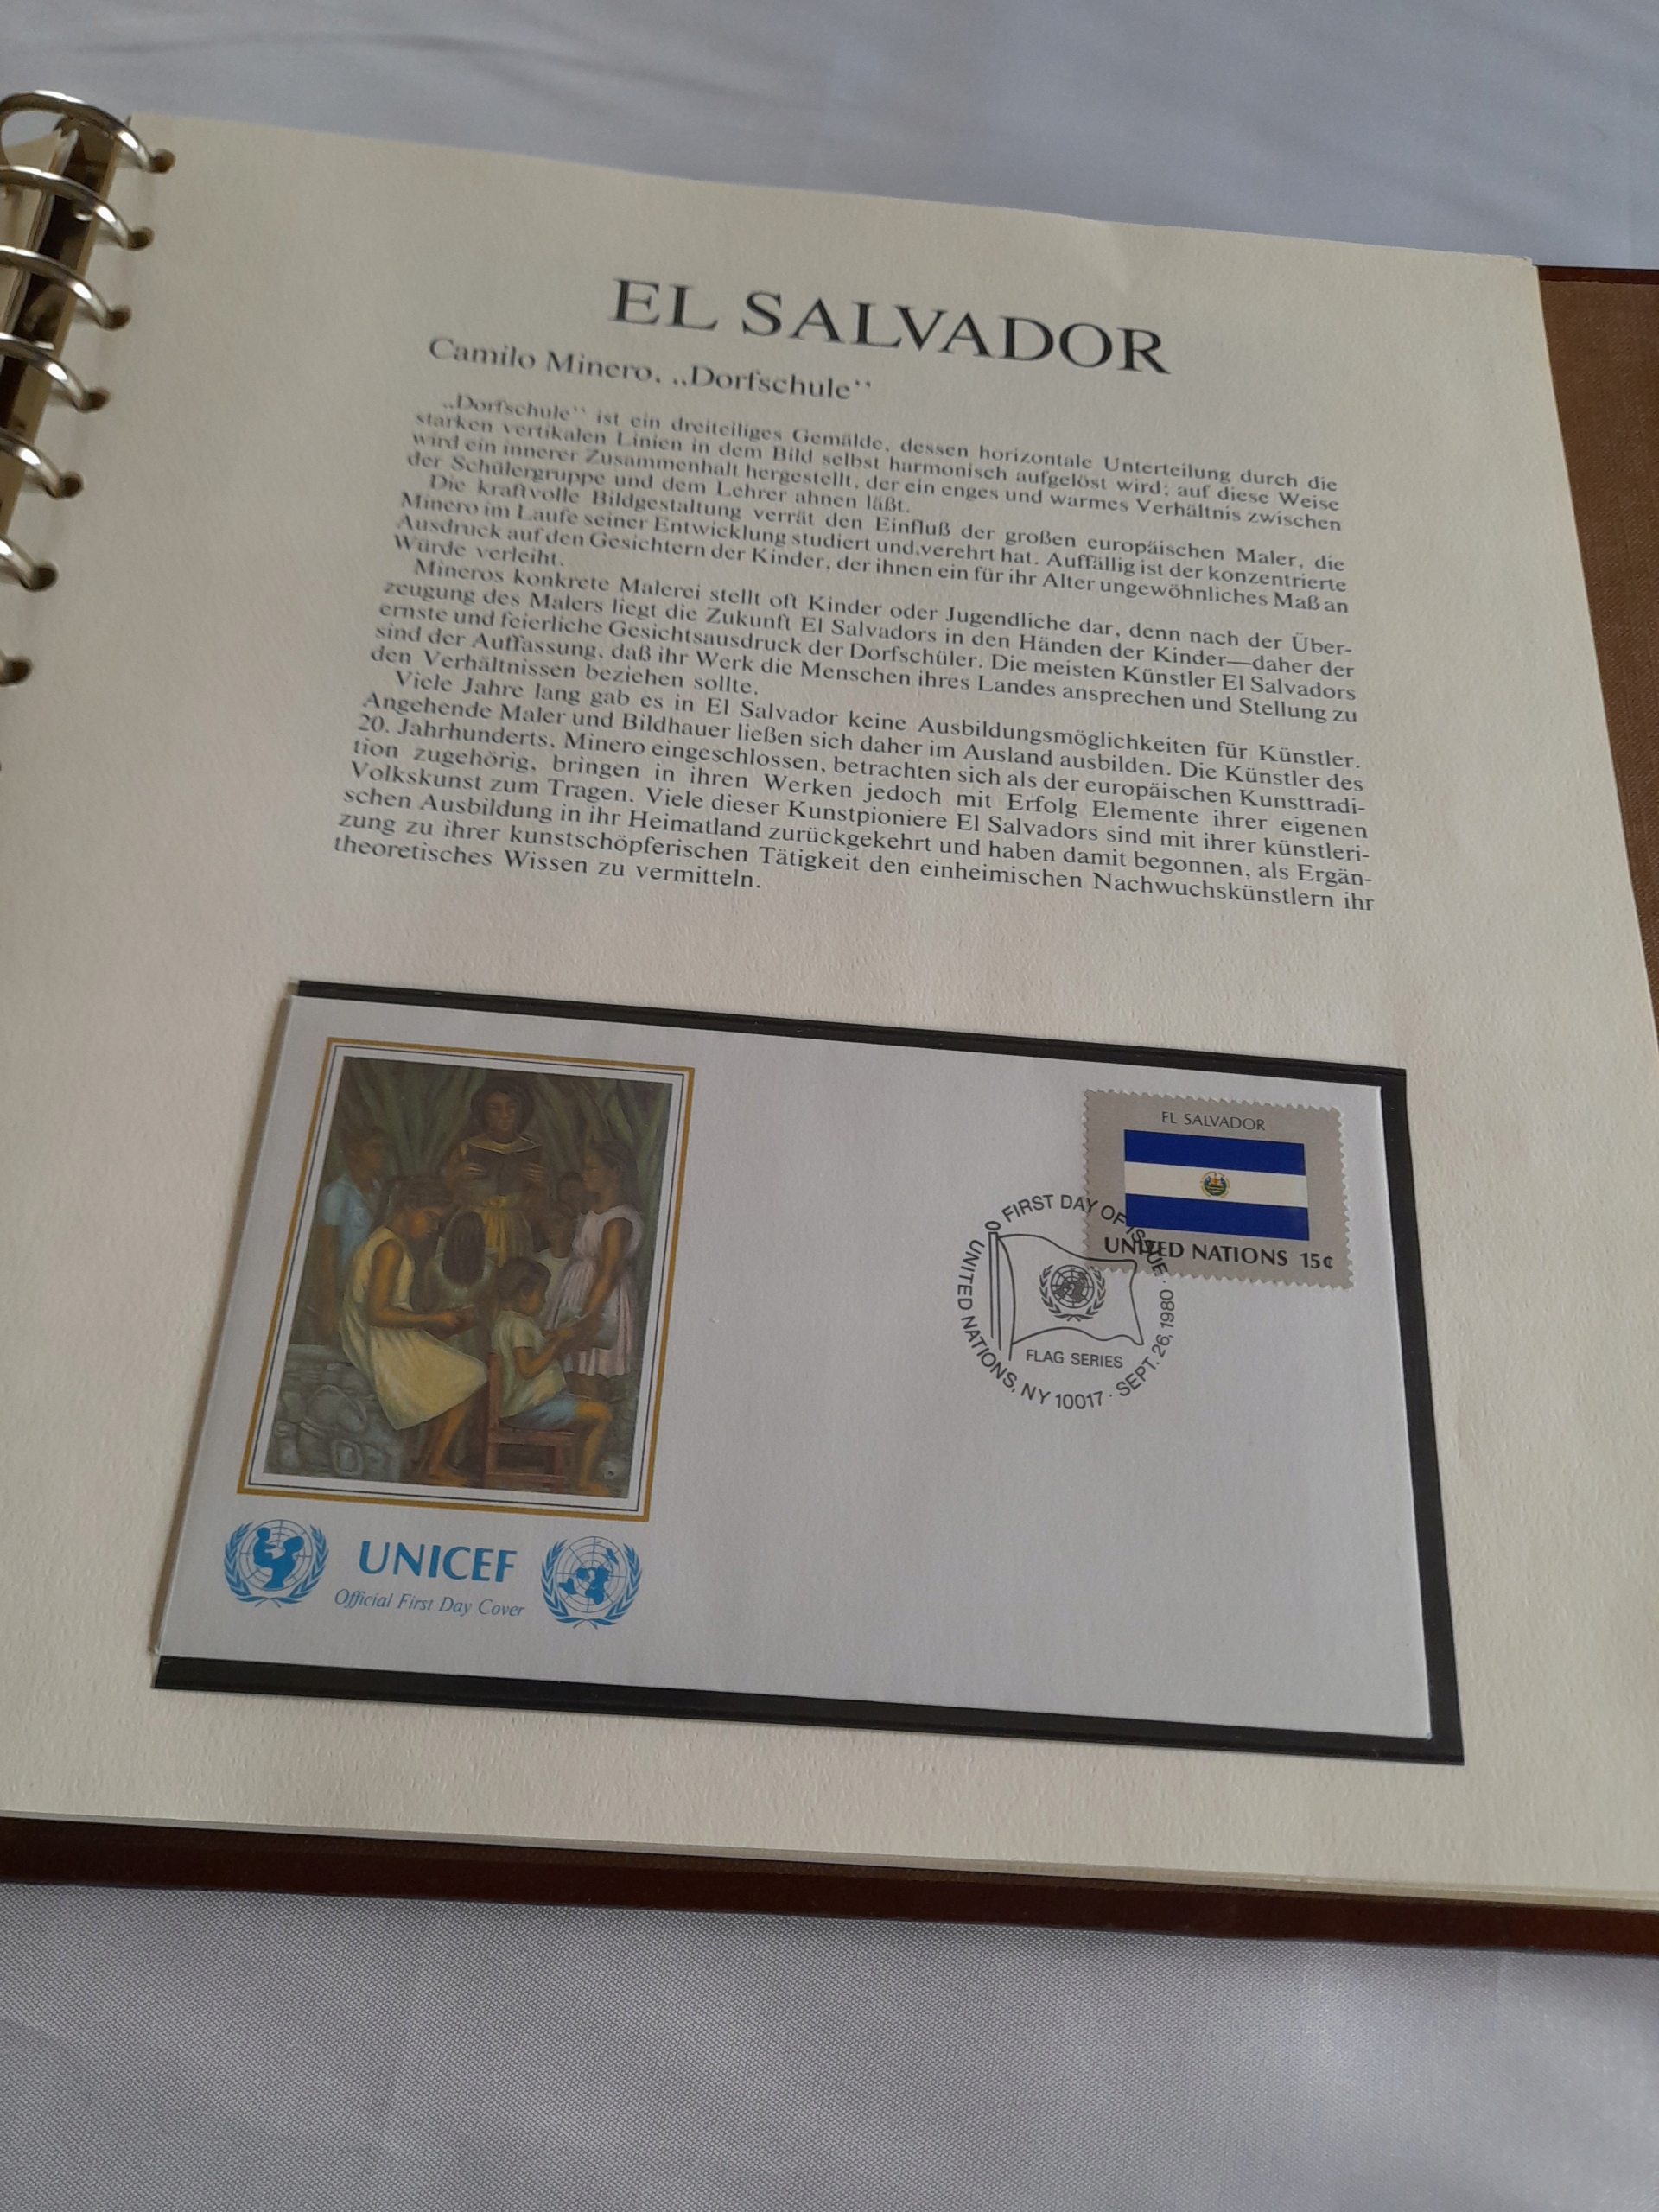 EL SALVADOR
Camilo Minero, „Dorfschule‟
„Dorfschule‟ ist ein dreiteiliges Gemälde, dessen horizontale Unterteilung durch die
starken vertikalen Linien in dem Bild selbst harmonisch aufgelöst wird; auf diese Weise
wird ein innerer Zusammenhalt hergestellt, der ein enges und warmes Verhältnis zwischen
der Schülergruppe und dem Lehrer ahnen läßt.
Die kraftvolle Bildgestaltung verrät den Einfluß der großen europäischen Maler, die
Minero im Laufe seiner Entwicklung studiert und verehrt hat. Auffällig ist der konzentrierte
Ausdruck auf den Gesichtern der Kinder, der ihnen ein für ihr Alter ungewöhnliches Maß an
Würde verleiht.
Mineros konkrete Malerei stellt oft Kinder oder Jugendliche dar, denn nach der Über-
zeugung des Malers liegt die Zukunft El Salvadors in den Händen der Kinder—daher der
ernste und feierliche Gesichtsausdruck der Dorfschüler. Die meisten Künstler El Salvadors
sind der Auffassung, daß ihr Werk die Menschen ihres Landes ansprechen und Stellung zu
den Verhältnissen beziehen sollte.
Viele Jahre lang gab es in El Salvador keine Ausbildungsmöglichkeiten für Künstler.
Angehende Maler und Bildhauer ließen sich daher im Ausland ausbilden. Die Künstler des
20. Jahrhunderts, Minero eingeschlossen, betrachten sich als der europäischen Kunsttradi-
tion zugehörig, bringen in ihren Werken jedoch mit Erfolg Elemente ihrer eigenen
Volkskunst zum Tragen. Viele dieser Kunstpioniere El Salvadors sind mit ihrer künstleri-
schen Ausbildung in ihr Heimatland zurückgekehrt und haben damit begonnen, als Ergän-
zung zu ihrer kunstschöpferischen Tätigkeit den einheimischen Nachwuchskünstlern ihr
theoretisches Wissen zu vermitteln.
EL SALVADOR
UNITED NATIONS 15¢
FIRST DAY OF ISSUE ·
UNITED NATIONS, NY 10017 · SEPT. 26, 1980
FLAG SERIES
UNICEF
Official First Day Cover